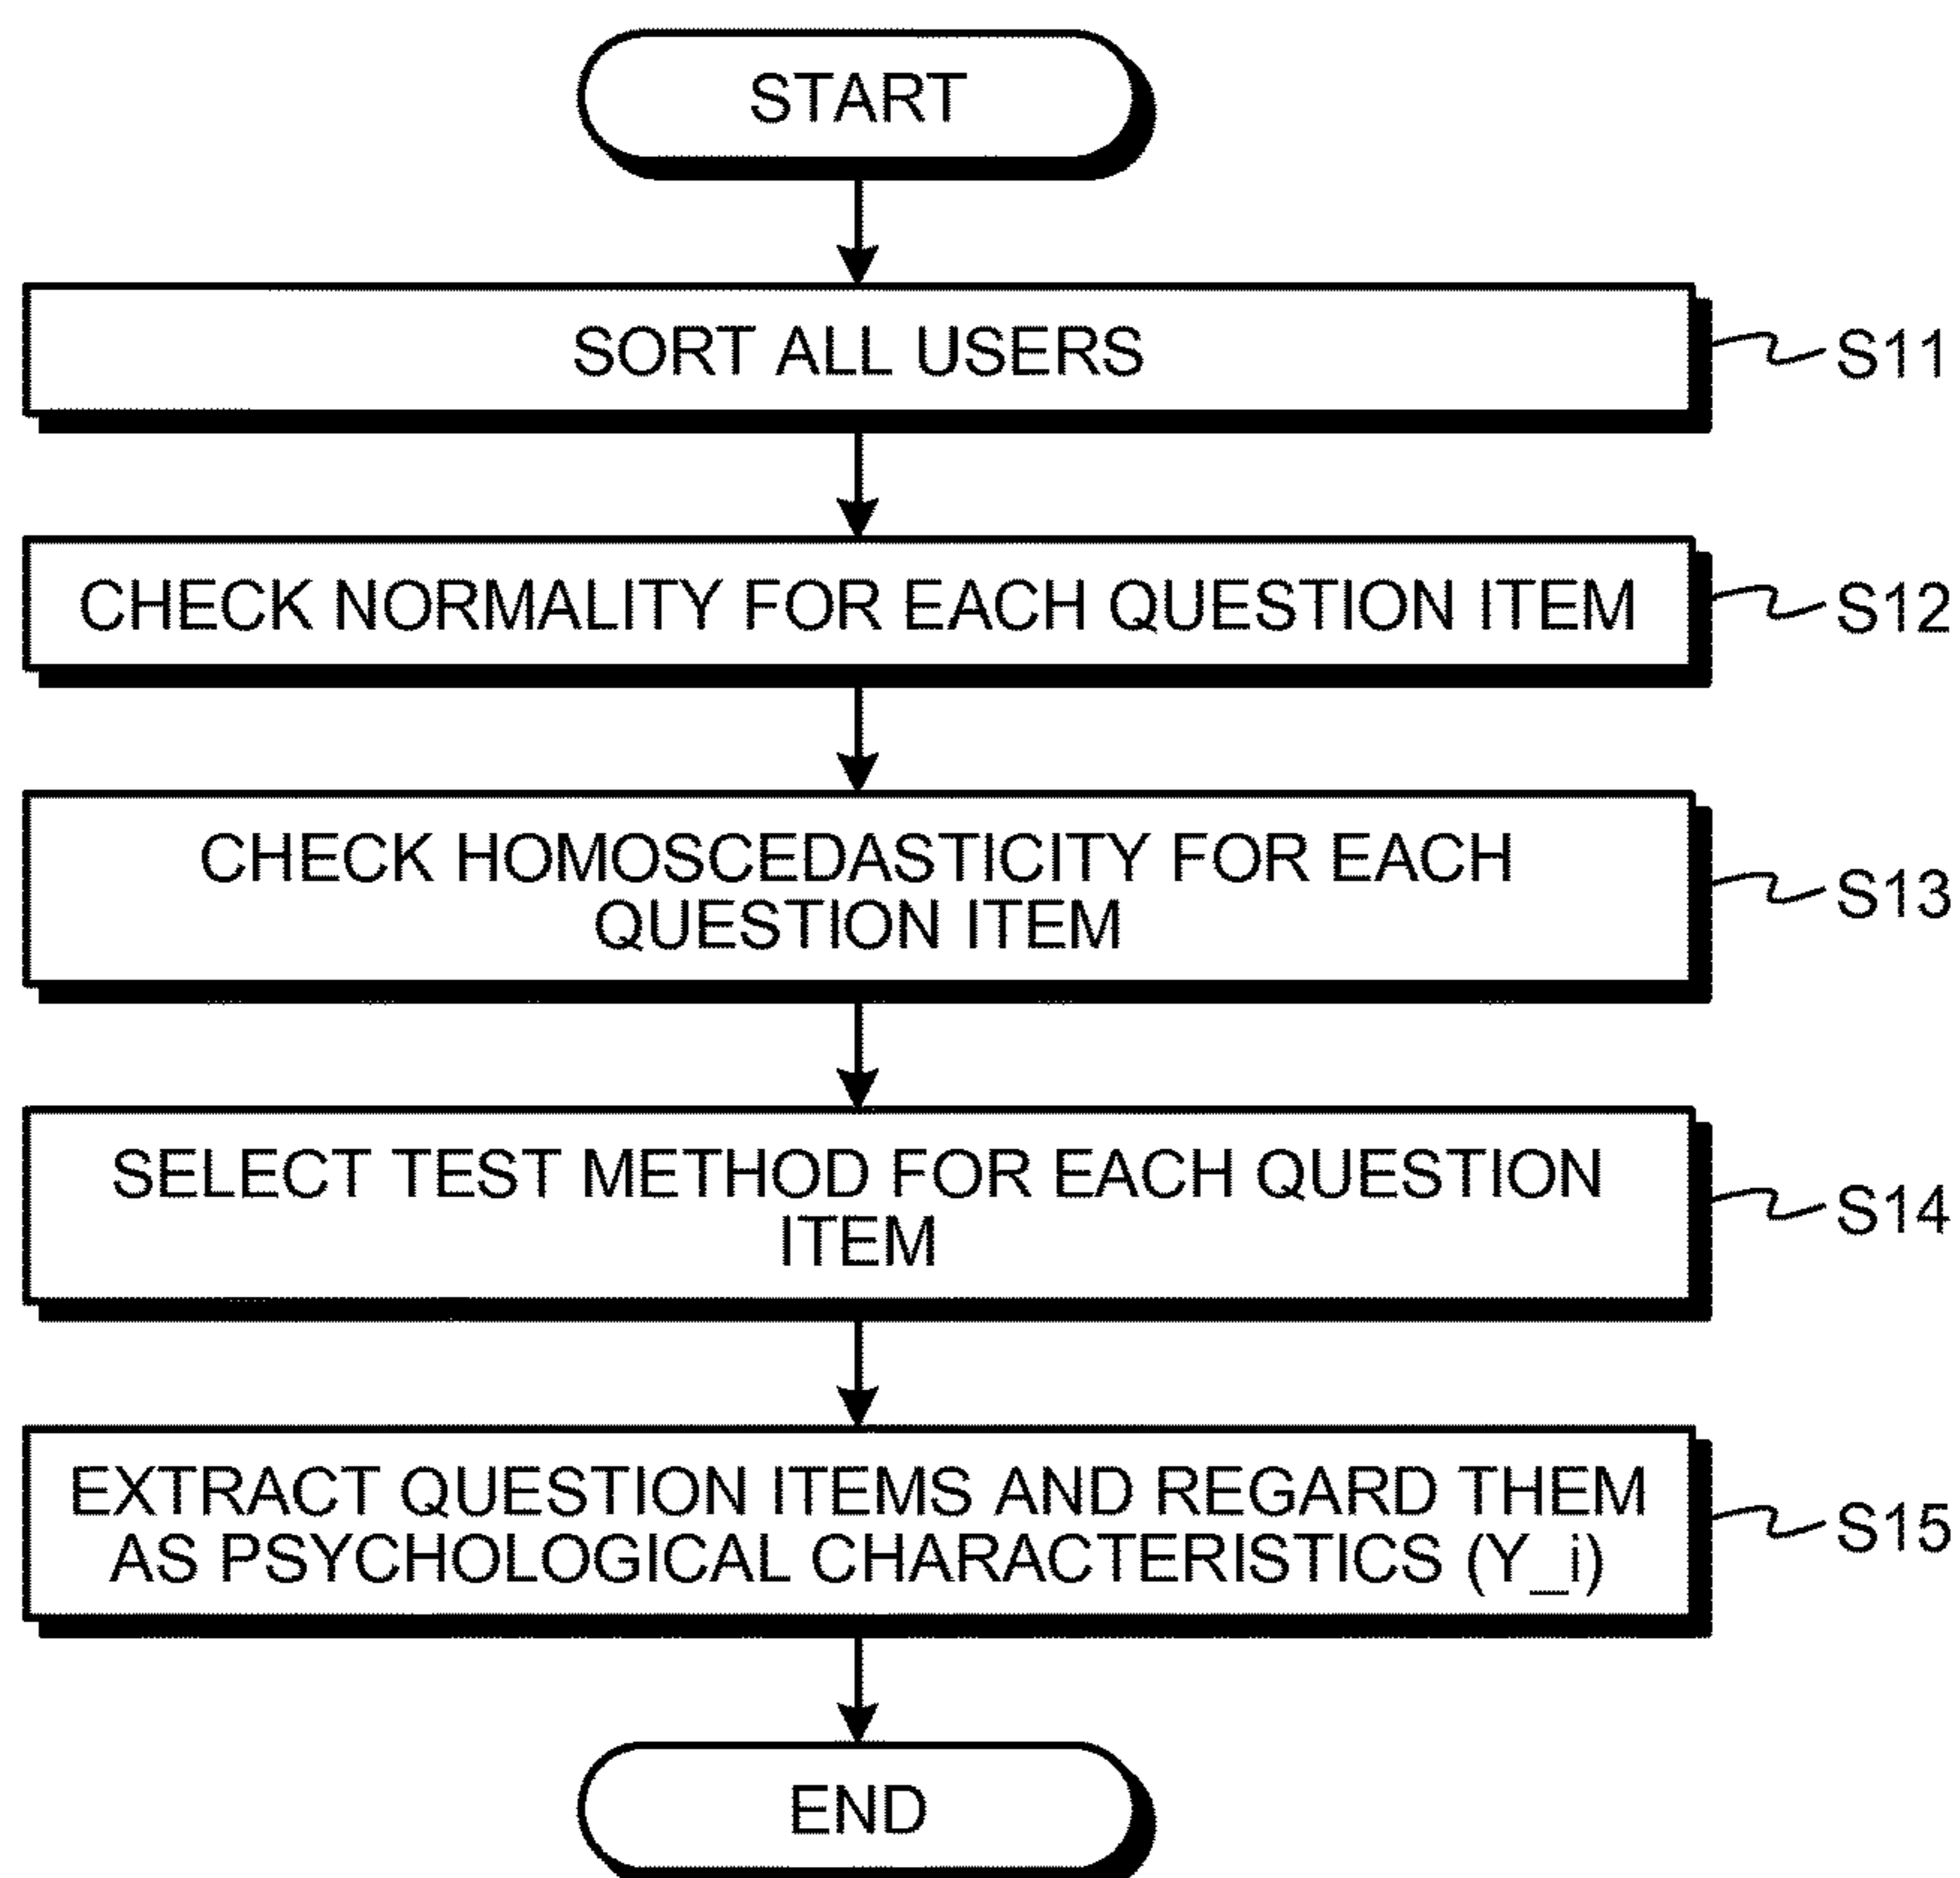 START
SORT ALL USERS
S11
CHECK NORMALITY FOR EACH QUESTION ITEM
S12
CHECK HOMOSCEDASTICITY FOR EACH
QUESTION ITEM
S13
SELECT TEST METHOD FOR EACH QUESTION
ITEM
S14
EXTRACT QUESTION ITEMS AND REGARD THEM
AS PSYCHOLOGICAL CHARACTERISTICS (Y_i)
S15
END